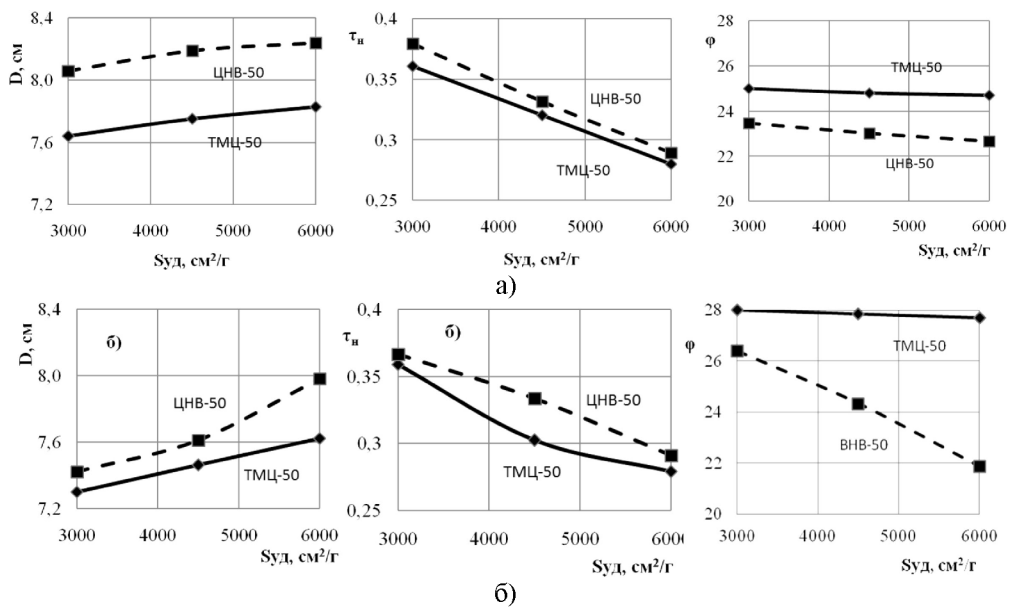 8,4
8,0
7,6
7,2
D, см
ЦНВ-50
ТМЦ-50
3000 4000 5000 6000
Sуд, см²/г
0,4
0,35
0,3
0,25
τн
ЦНВ-50
ТМЦ-50
3000 4000 5000 6000
Sуд, см²/г
28
26
24
22
20
φ
ТМЦ-50
ЦНВ-50
3000 4000 5000 6000
Sуд, см²/г
а)
8,4
8,0
7,6
7,2
D, см
б)
ЦНВ-50
ТМЦ-50
3000 4000 5000 6000
Sуд, см²/г
0,4
0,35
0,3
0,25
τн
б)
ЦНВ-50
ТМЦ-50
3000 4000 5000 6000
Sуд, см²/г
28
26
24
22
20
φ
ТМЦ-50
ВНВ-50
3000 4000 5000 6000
Sуд, см²/г
б)